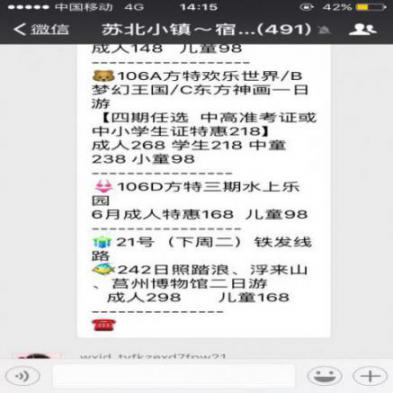 中国移动 4G 14:15 42%
微信 苏北小镇～宿...(491)
成人148 儿童98
----------------
106A方特欢乐世界/B
梦幻王国/C东方神画一日
游
【四期任选 中高准考证或
中小学生证特惠218】
成人268 学生218 中童
238 小童98
----------------
106D方特三期水上乐
园
6月成人特惠168 儿童98
----------------
21号（下周二）铁发线
路
242日照踏浪、浮来山
、莒州博物馆二日游
成人298 儿童168
----------------